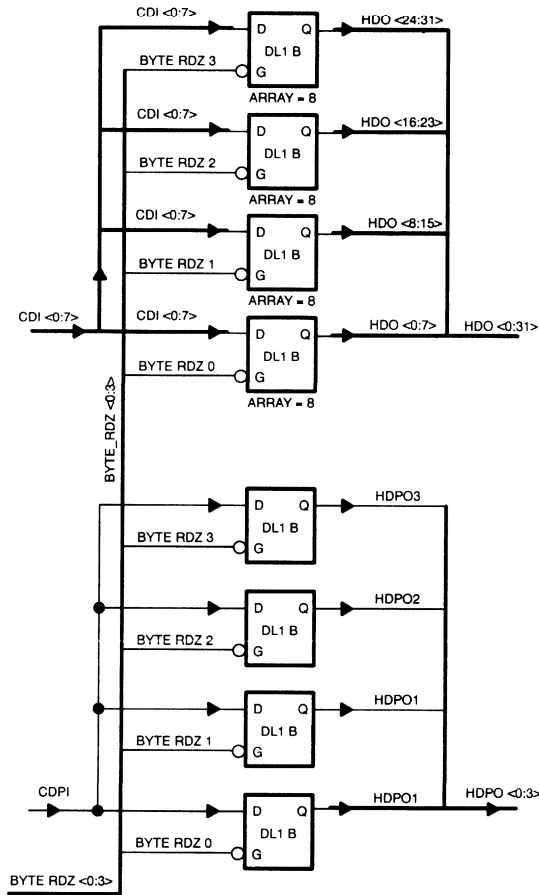 CDI <0:7>
D Q
HDO <24:31>
DL1 B
BYTE RDZ 3
G
ARRAY = 8
CDI <0:7>
D Q
HDO <16:23>
DL1 B
BYTE RDZ 2
G
ARRAY = 8
CDI <0:7>
D Q
HDO <8:15>
DL1 B
BYTE RDZ 1
G
ARRAY = 8
CDI <0:7>
CDI <0:7>
D Q
HDO <0:7>
HDO <0:31>
DL1 B
BYTE RDZ 0
G
ARRAY = 8
BYTE_RDZ <0:3>
D Q
HDPO3
DL1 B
BYTE RDZ 3
G
D Q
HDPO2
DL1 B
BYTE RDZ 2
G
D Q
HDPO1
DL1 B
BYTE RDZ 1
G
CDPI
D Q
HDPO1
HDPO <0:3>
DL1 B
BYTE RDZ 0
G
BYTE RDZ <0:3>